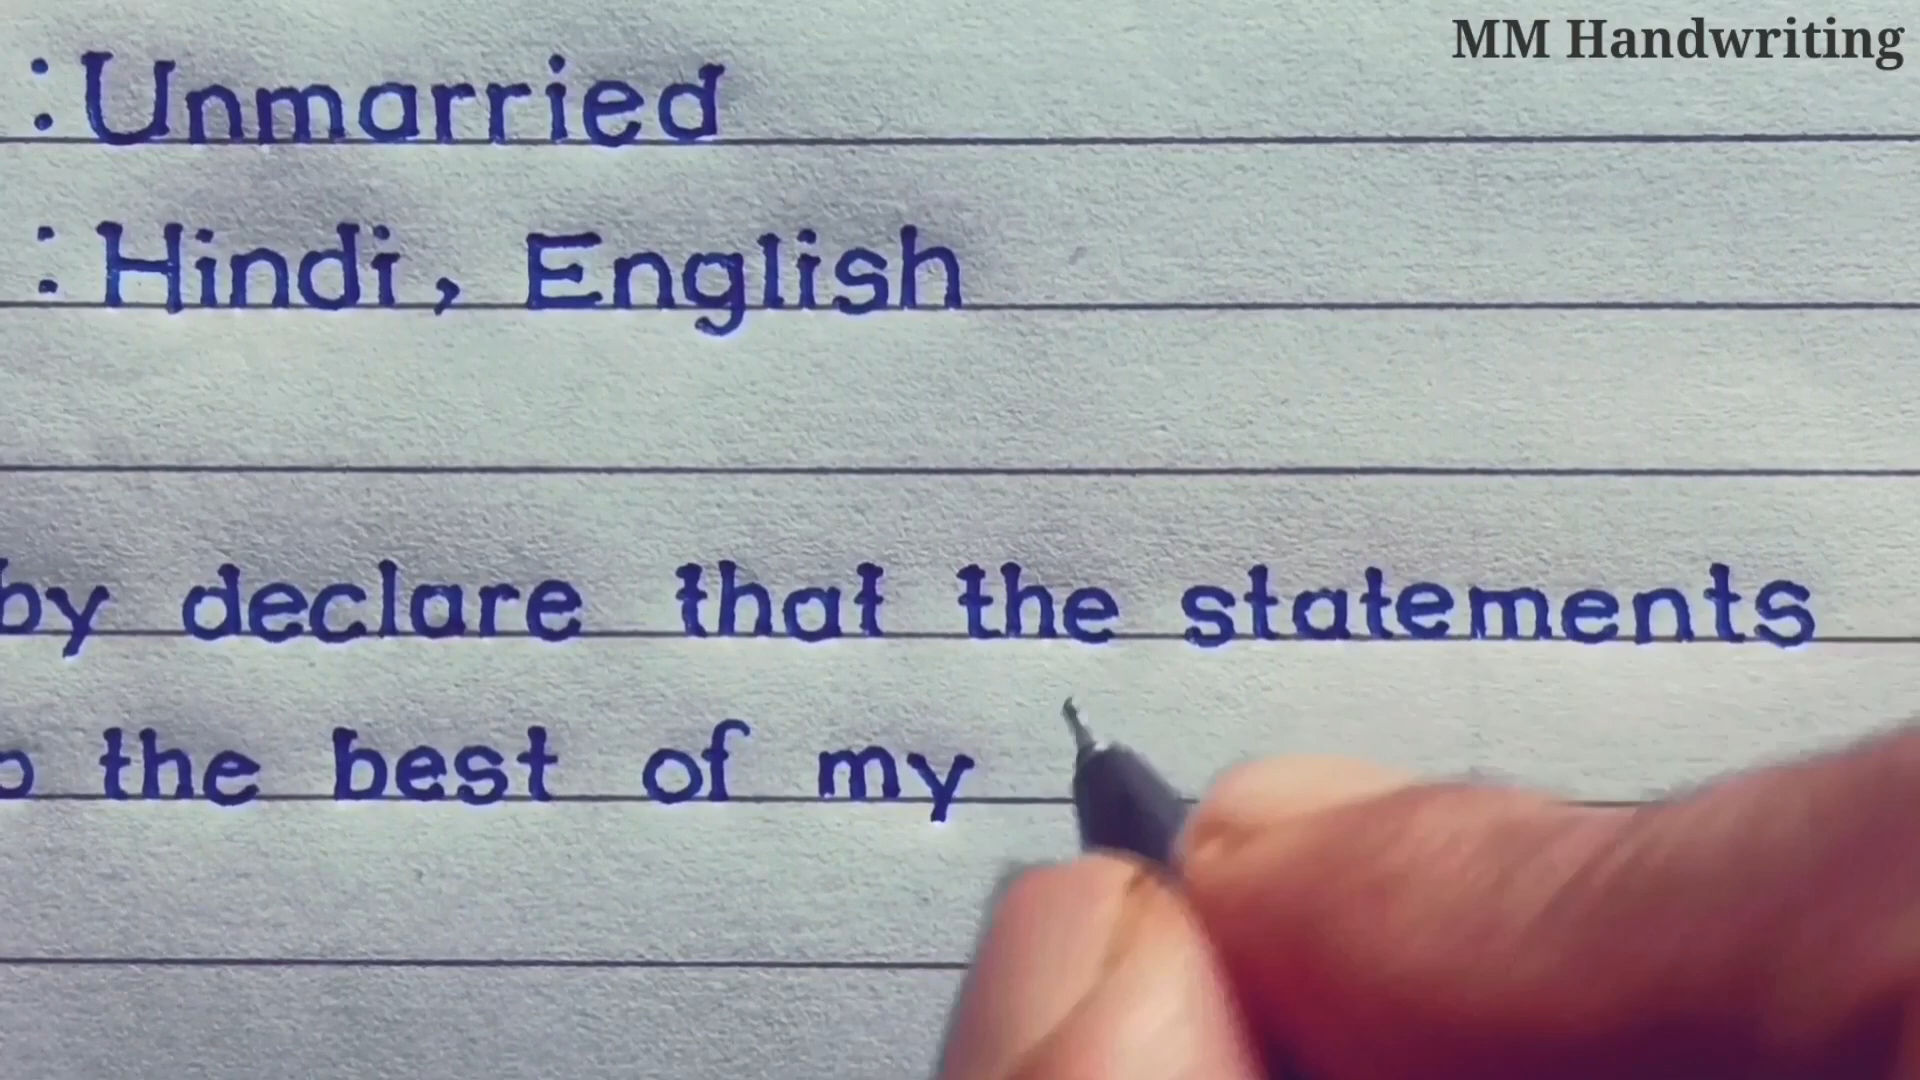 MM Handwriting
: Unmarried
: Hindi, English
by declare that the statements
the best of my